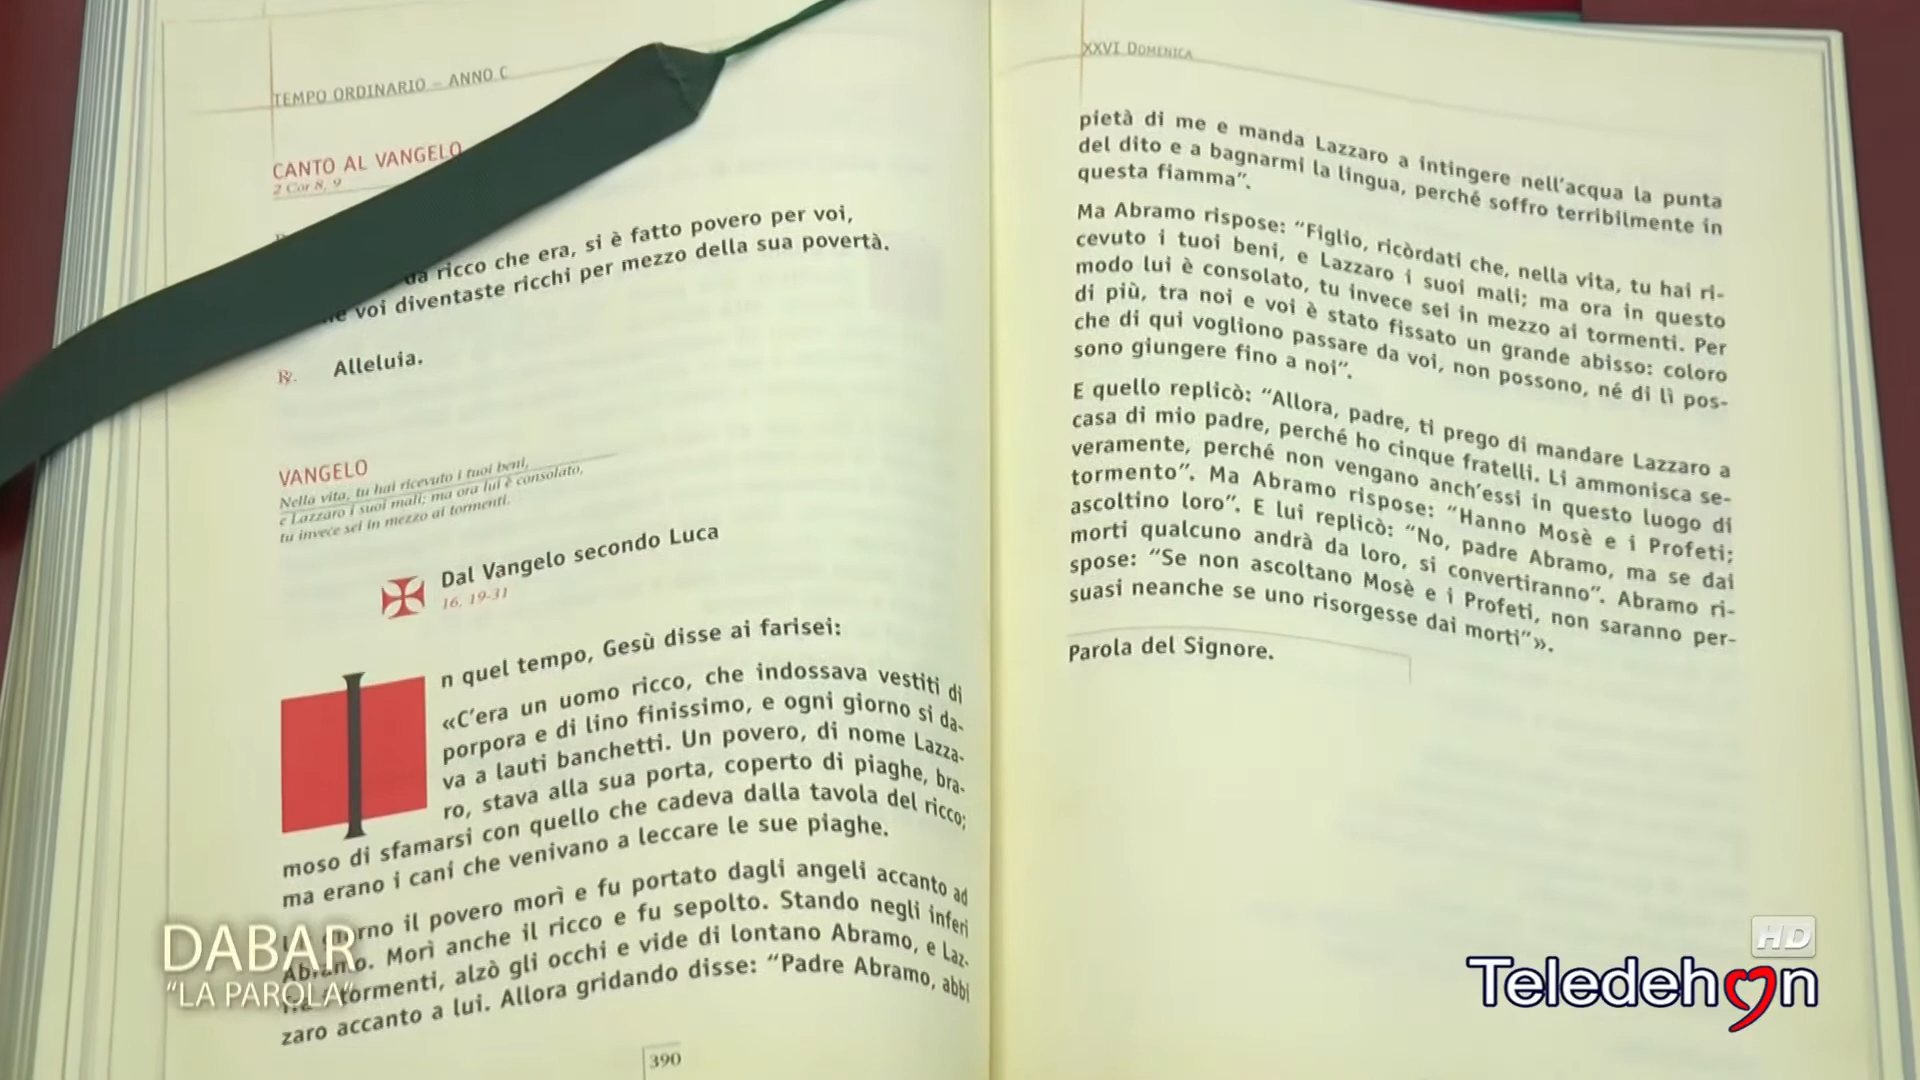 TEMPO ORDINARIO – ANNO C
CANTO AL VANGELO
2 Cor 8, 9
da ricco che era, si è fatto povero per voi,
voi diventaste ricchi per mezzo della sua povertà.
℟. Alleluia.
VANGELO
Nella vita, tu hai ricevuto i tuoi beni,
e Lazzaro i suoi mali; ma ora lui è consolato,
tu invece sei in mezzo ai tormenti.
Dal Vangelo secondo Luca
16, 19-31
In quel tempo, Gesù disse ai farisei:
«C'era un uomo ricco, che indossava vestiti di
porpora e di lino finissimo, e ogni giorno si da-
va a lauti banchetti. Un povero, di nome Lazza-
ro, stava alla sua porta, coperto di piaghe, bra-
moso di sfamarsi con quello che cadeva dalla tavola del ricco;
ma erano i cani che venivano a leccare le sue piaghe.
il povero morì e fu portato dagli angeli accanto ad
Abramo. Morì anche il ricco e fu sepolto. Stando negli inferi
tormenti, alzò gli occhi e vide di lontano Abramo, e Laz-
zaro accanto a lui. Allora gridando disse: “Padre Abramo, abbi
390
XXVI DOMENICA
pietà di me e manda Lazzaro a intingere nell'acqua la punta
del dito e a bagnarmi la lingua, perché soffro terribilmente in
questa fiamma”.
Ma Abramo rispose: “Figlio, ricòrdati che, nella vita, tu hai ri-
cevuto i tuoi beni, e Lazzaro i suoi mali; ma ora in questo
modo lui è consolato, tu invece sei in mezzo ai tormenti. Per
di più, tra noi e voi è stato fissato un grande abisso: coloro
che di qui vogliono passare da voi, non possono, né di lì pos-
sono giungere fino a noi”.
E quello replicò: “Allora, padre, ti prego di mandare Lazzaro a
casa di mio padre, perché ho cinque fratelli. Li ammonisca se-
veramente, perché non vengano anch'essi in questo luogo di
tormento”. Ma Abramo rispose: “Hanno Mosè e i Profeti;
ascoltino loro”. E lui replicò: “No, padre Abramo, ma se dai
morti qualcuno andrà da loro, si convertiranno”. Abramo ri-
spose: “Se non ascoltano Mosè e i Profeti, non saranno per-
suasi neanche se uno risorgesse dai morti”».
Parola del Signore.
DABAR
“LA PAROLA”
HD
Teledehon